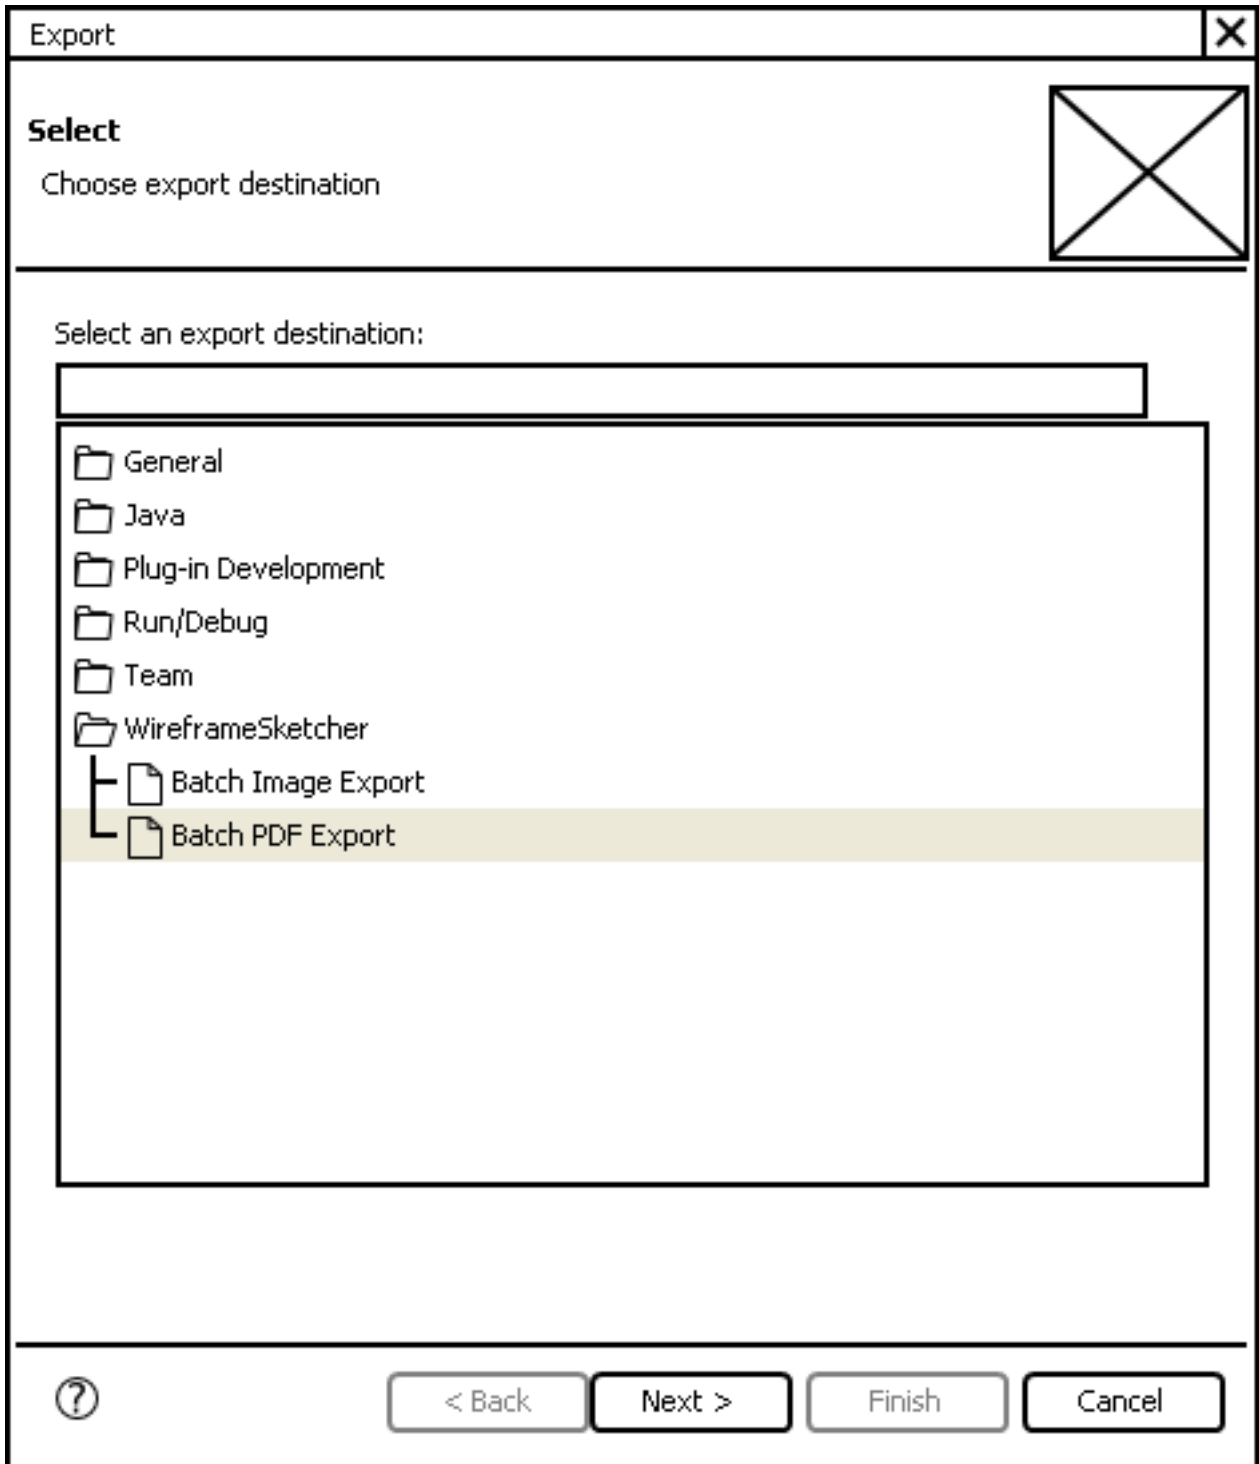 Export
Select
Choose export destination
Select an export destination:
General
Java
Plug-in Development
Run/Debug
Team
WireframeSketcher
Batch Image Export
Batch PDF Export
? < Back Next > Finish Cancel